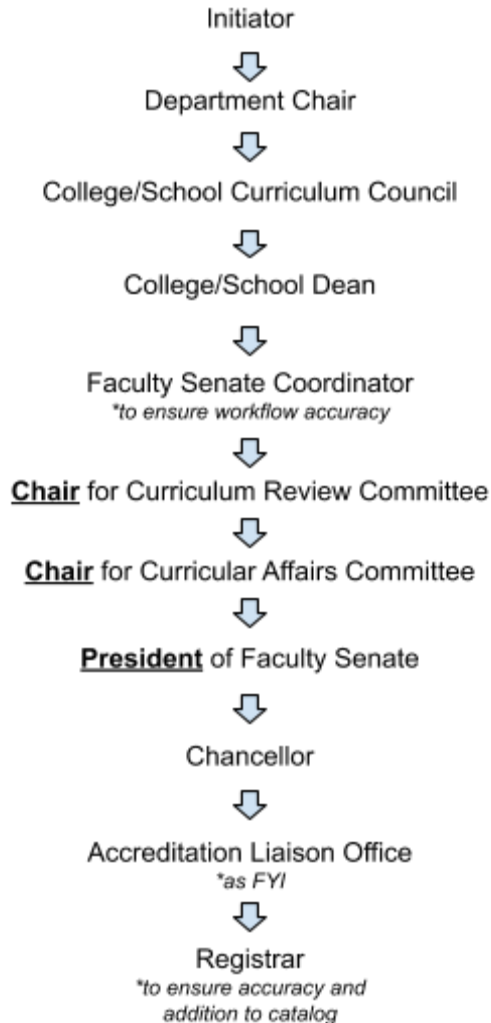 Initiator
Department Chair
College/School Curriculum Council
College/School Dean
Faculty Senate Coordinator
*to ensure workflow accuracy
Chair for Curriculum Review Committee
Chair for Curricular Affairs Committee
President of Faculty Senate
Chancellor
Accreditation Liaison Office
*as FYI
Registrar
*to ensure accuracy and
addition to catalog